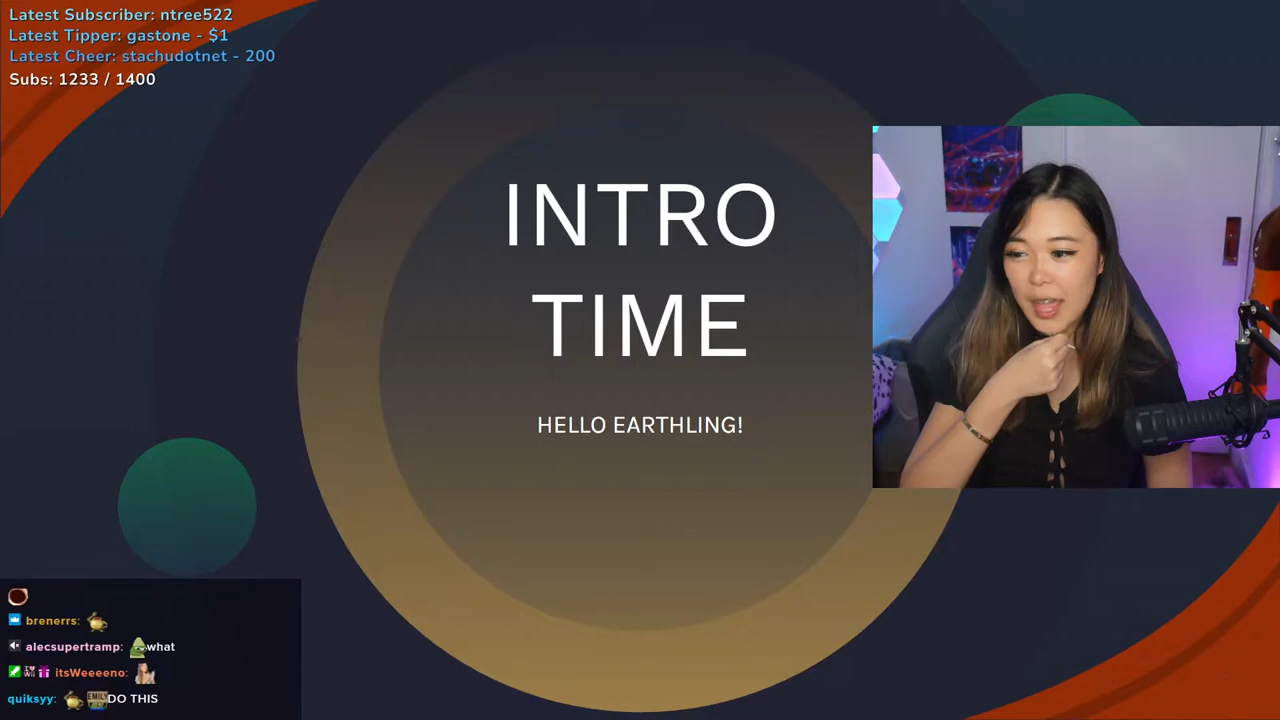 Latest Subscriber: ntree522
Latest Tipper: gastone - $1
Latest Cheer: stachudotnet - 200
Subs: 1233 / 1400
INTRO
TIME
HELLO EARTHLING!
brenerrs:
alecsupertramp: what
itsWeeeeno:
quiksyy: DO THIS